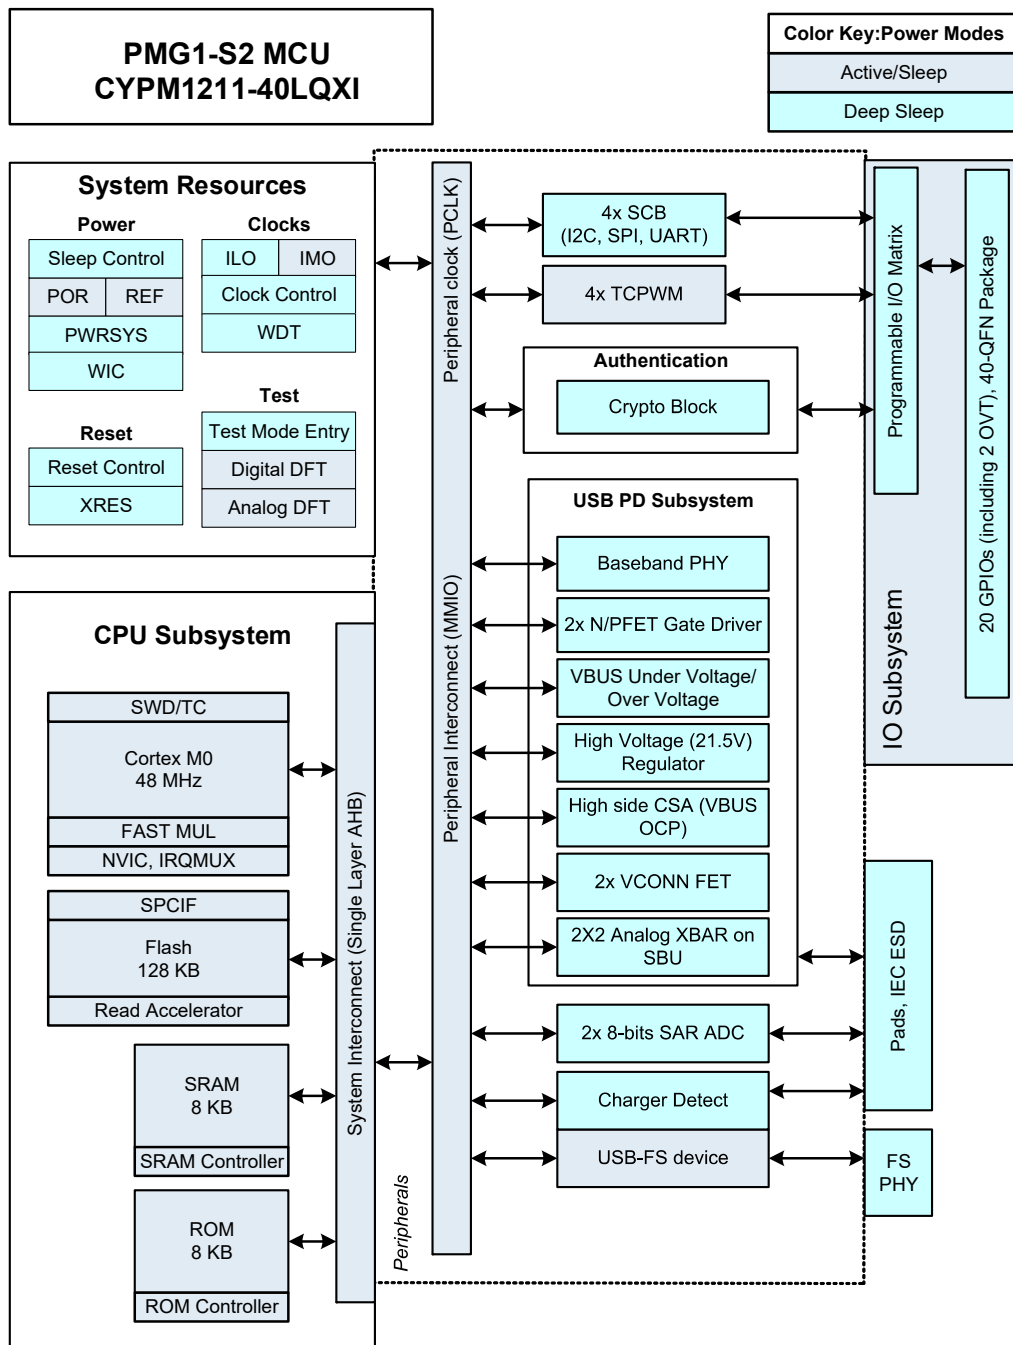 PMG1-S2 MCU
CYPM1211-40LQXI
Color Key:Power Modes
Active/Sleep
Deep Sleep
System Resources
Power
Sleep Control
POR
REF
PWRSYS
WIC
Clocks
ILO
IMO
Clock Control
WDT
Reset
Reset Control
XRES
Test
Test Mode Entry
Digital DFT
Analog DFT
CPU Subsystem
SWD/TC
Cortex M0
48 MHz
FAST MUL
NVIC, IRQMUX
SPCIF
Flash
128 KB
Read Accelerator
SRAM
8 KB
SRAM Controller
ROM
8 KB
ROM Controller
System Interconnect (Single Layer AHB)
Peripherals
Peripheral clock (PCLK)
Peripheral Interconnect (MMIO)
4x SCB
(I2C, SPI, UART)
4x TCPWM
Authentication
Crypto Block
USB PD Subsystem
Baseband PHY
2x N/PFET Gate Driver
VBUS Under Voltage/
Over Voltage
High Voltage (21.5V)
Regulator
High side CSA (VBUS
OCP)
2x VCONN FET
2X2 Analog XBAR on
SBU
2x 8-bits SAR ADC
Charger Detect
USB-FS device
Programmable I/O Matrix
20 GPIOs (including 2 OVT), 40-QFN Package
IO Subsystem
Pads, IEC ESD
FS
PHY